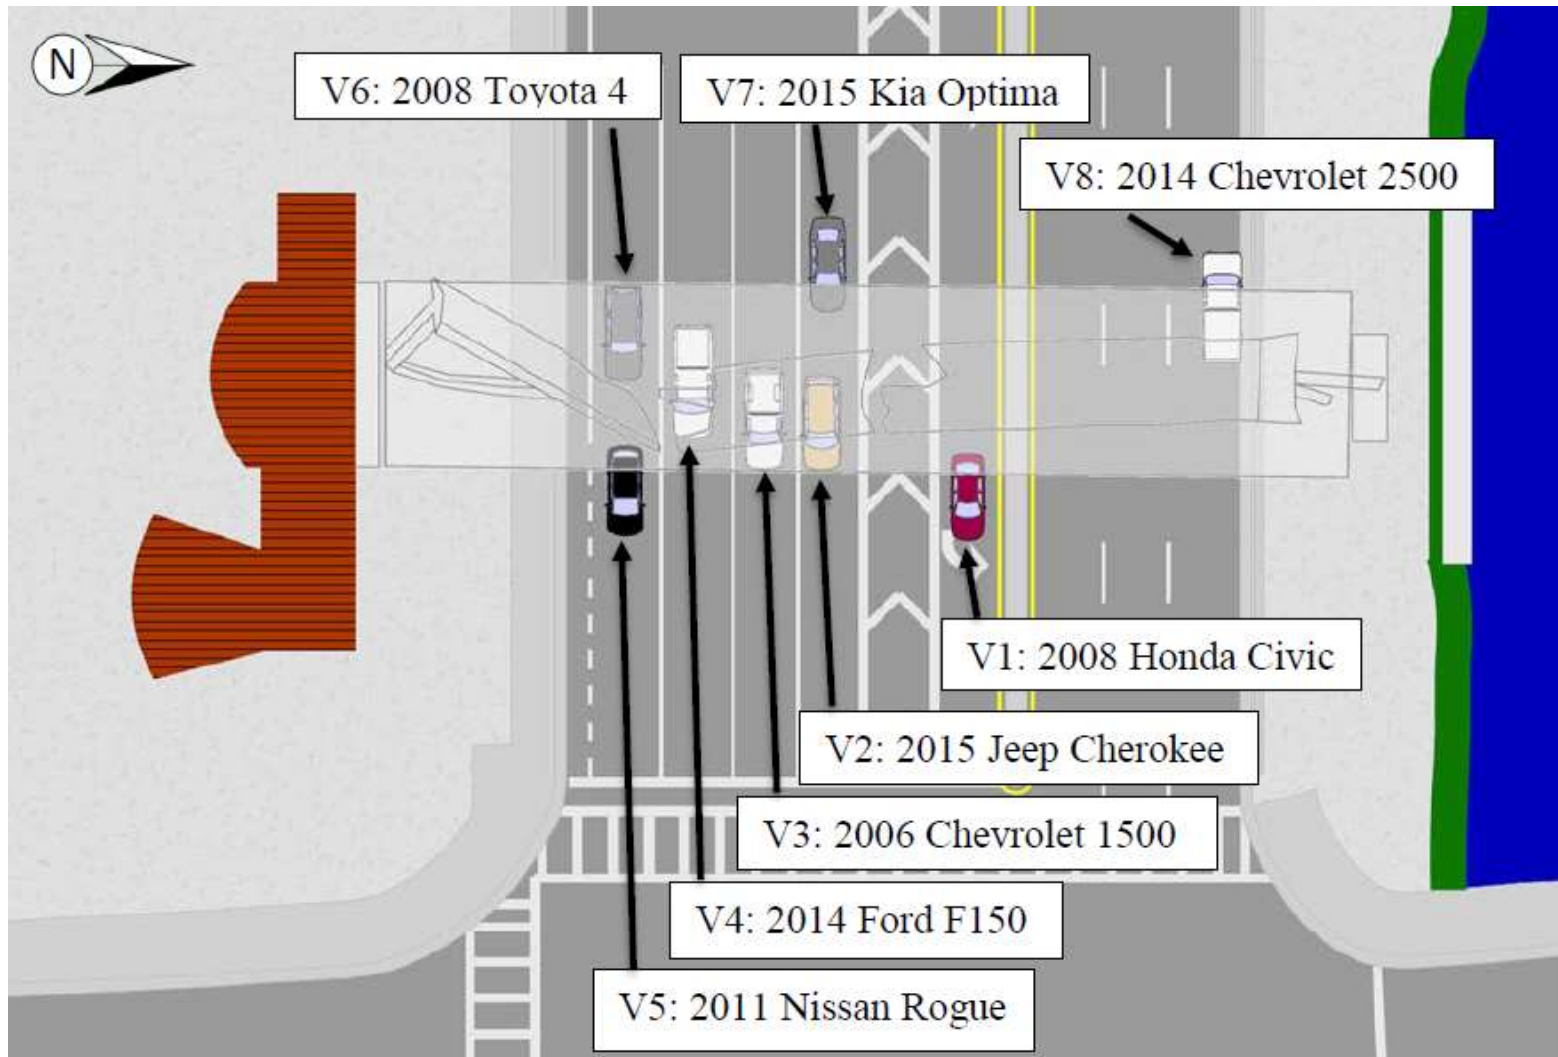 N
V6: 2008 Toyota 4
V7: 2015 Kia Optima
V8: 2014 Chevrolet 2500
V1: 2008 Honda Civic
V2: 2015 Jeep Cherokee
V3: 2006 Chevrolet 1500
V4: 2014 Ford F150
V5: 2011 Nissan Rogue